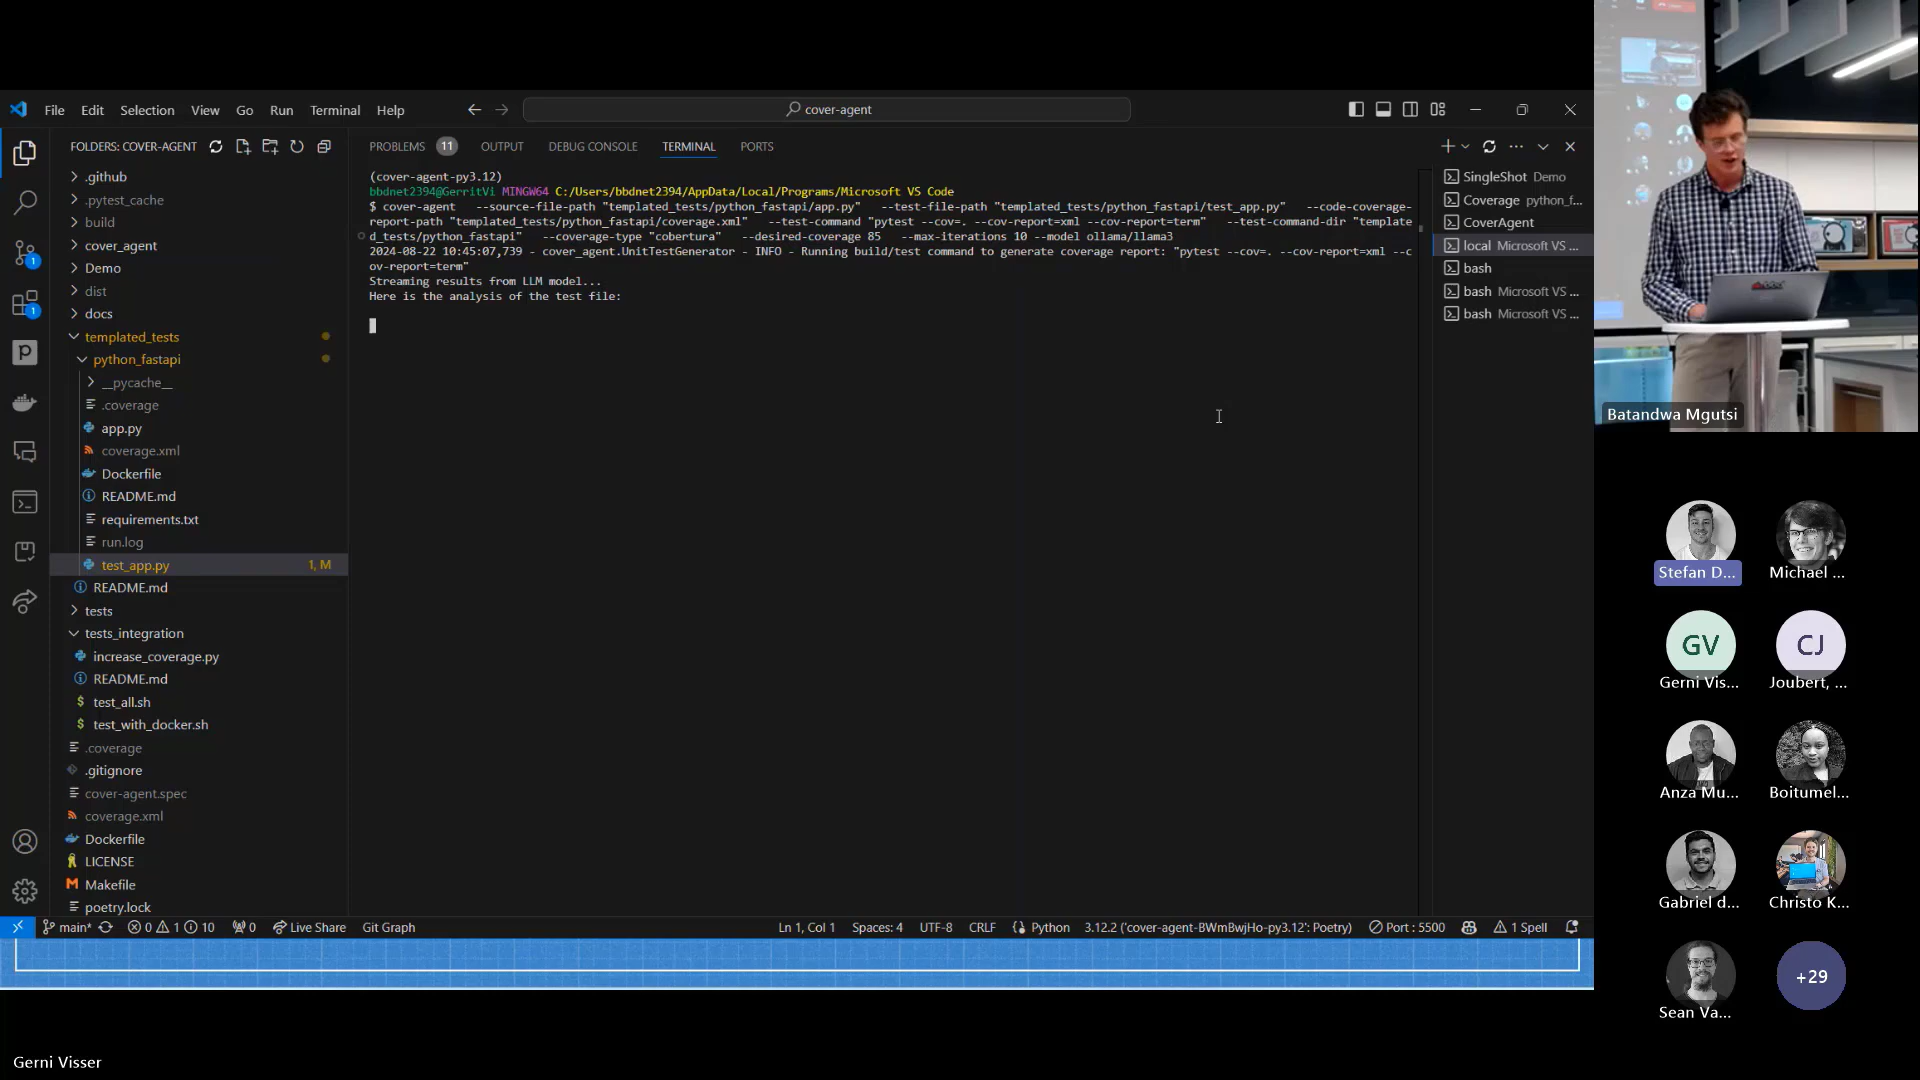 File Edit Selection View Go Run Terminal Help
cover-agent
FOLDERS: COVER-AGENT
.github
.pytest_cache
build
cover_agent
Demo
dist
docs
templated_tests
python_fastapi
__pycache__
.coverage
app.py
coverage.xml
Dockerfile
README.md
requirements.txt
run.log
test_app.py 1, M
README.md
tests
tests_integration
increase_coverage.py
README.md
test_all.sh
test_with_docker.sh
.coverage
.gitignore
cover-agent.spec
coverage.xml
Dockerfile
LICENSE
Makefile
poetry.lock
1
1
PROBLEMS 11 OUTPUT DEBUG CONSOLE TERMINAL PORTS
(cover-agent-py3.12)
bbdnet2394@GerritVi MINGW64 C:/Users/bbdnet2394/AppData/Local/Programs/Microsoft VS Code
$ cover-agent --source-file-path "templated_tests/python_fastapi/app.py" --test-file-path "templated_tests/python_fastapi/test_app.py" --code-coverage-
report-path "templated_tests/python_fastapi/coverage.xml" --test-command "pytest --cov=. --cov-report=xml --cov-report=term" --test-command-dir "template
d_tests/python_fastapi" --coverage-type "cobertura" --desired-coverage 85 --max-iterations 10 --model ollama/llama3
2024-08-22 10:45:07,739 - cover_agent.UnitTestGenerator - INFO - Running build/test command to generate coverage report: "pytest --cov=. --cov-report=xml --c
ov-report=term"
Streaming results from LLM model...
Here is the analysis of the test file:
SingleShot Demo
Coverage python_f...
CoverAgent
local Microsoft VS ...
bash
bash Microsoft VS ...
bash Microsoft VS ...
main* 0 1 10 0 Live Share Git Graph
Ln 1, Col 1 Spaces: 4 UTF-8 CRLF Python 3.12.2 ('cover-agent-BWmBwjHo-py3.12': Poetry) Port : 5500 1 Spell
Batandwa Mgutsi
Stefan D... Michael ...
GV CJ
Gerni Vis... Joubert, ...
Anza Mu... Boitumel...
Gabriel d... Christo K...
+29
Sean Va...
Gerni Visser